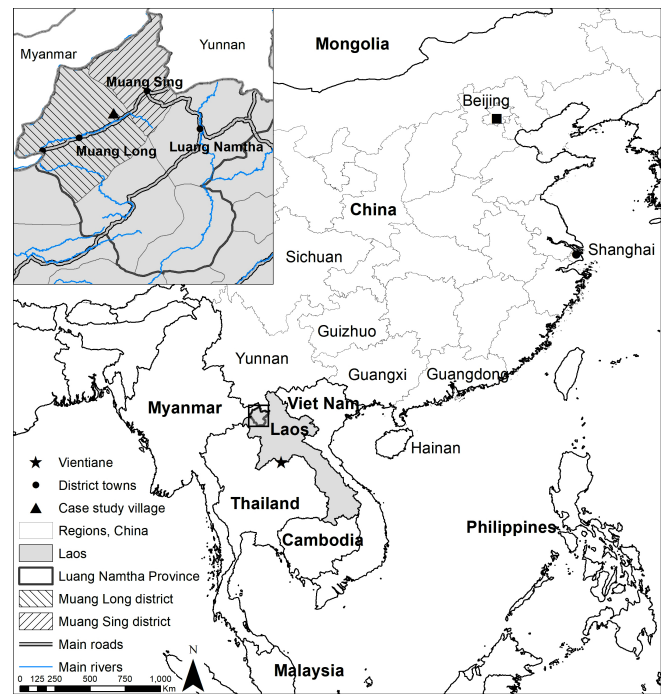 Mongolia
Myanmar
Yunnan
Muang Sing
Beijing
Muang Long
Luang Namtha
China
Shanghai
Sichuan
Guizhuo
Yunnan
Guangxi
Guangdong
Myanmar
Viet Nam
Laos
Hainan
Thailand
Cambodia
Philippines
Malaysia
Vientiane
District towns
Case study village
Regions, China
Laos
Luang Namtha Province
Muang Long district
Muang Sing district
Main roads
Main rivers
N
0 125 250 500 750 1,000
Km